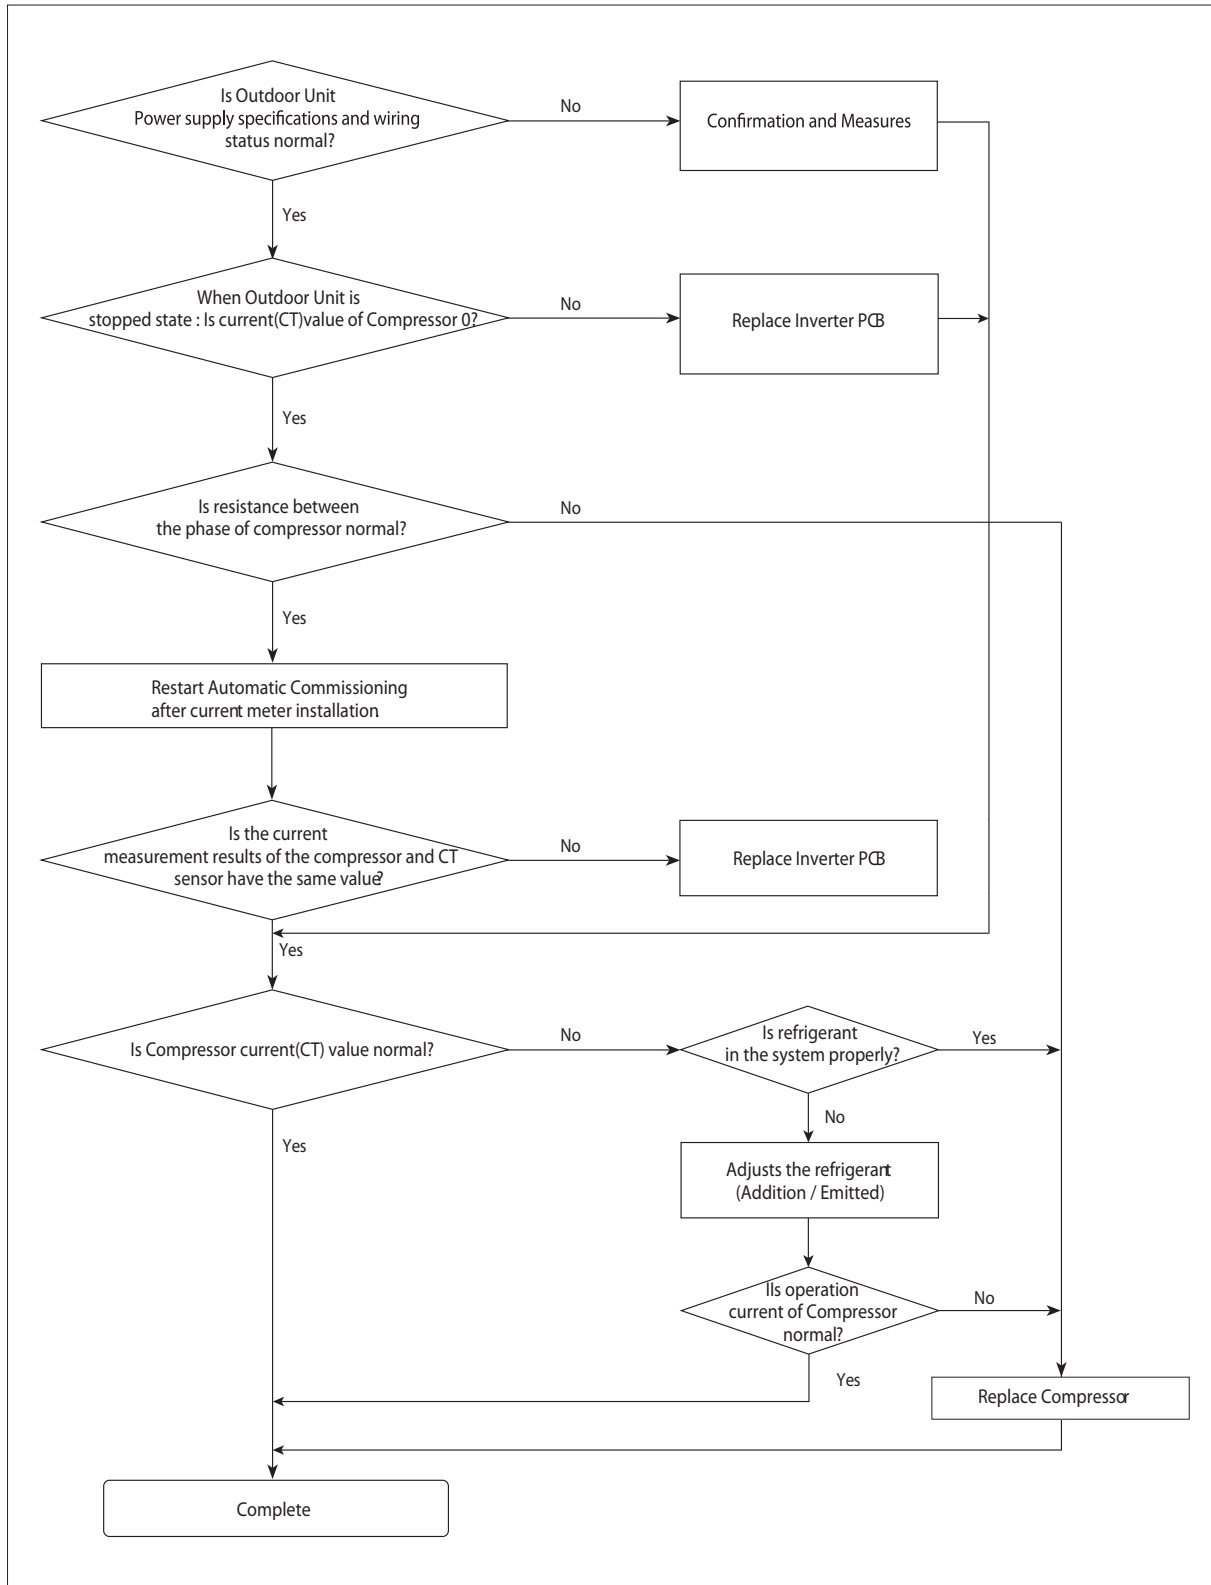 Is Outdoor Unit
Power supply specifications and wiring
status normal?
No
Confirmation and Measures
Yes
When Outdoor Unit is
stopped state : Is current(CT)value of Compressor 0?
No
Replace Inverter PCB
Yes
Is resistance between
the phase of compressor normal?
No
Yes
Restart Automatic Commissioning
after current meter installation.
Is the current
measurement results of the compressor and CT
sensor have the same value?
No
Replace Inverter PCB
Yes
Is Compressor current(CT) value normal?
No
Is refrigerant
in the system properly?
Yes
No
Yes
Adjusts the refrigerant
(Addition / Emitted)
IIs operation
current of Compressor
normal?
No
Yes
Replace Compressor
Complete